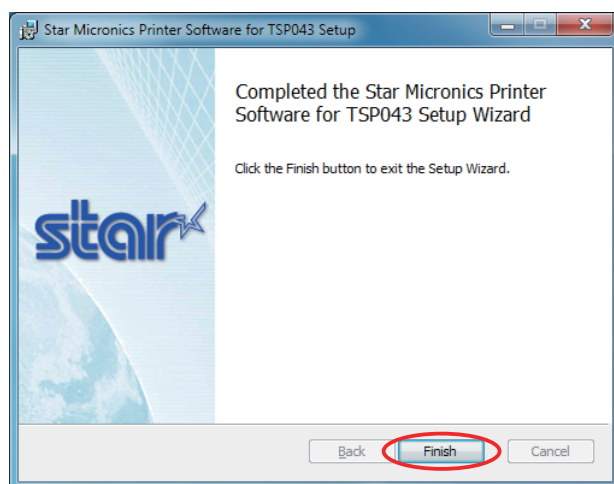 Star Micronics Printer Software for TSP043 Setup
Completed the Star Micronics Printer
Software for TSP043 Setup Wizard
Click the Finish button to exit the Setup Wizard.
star
Back
Finish
Cancel